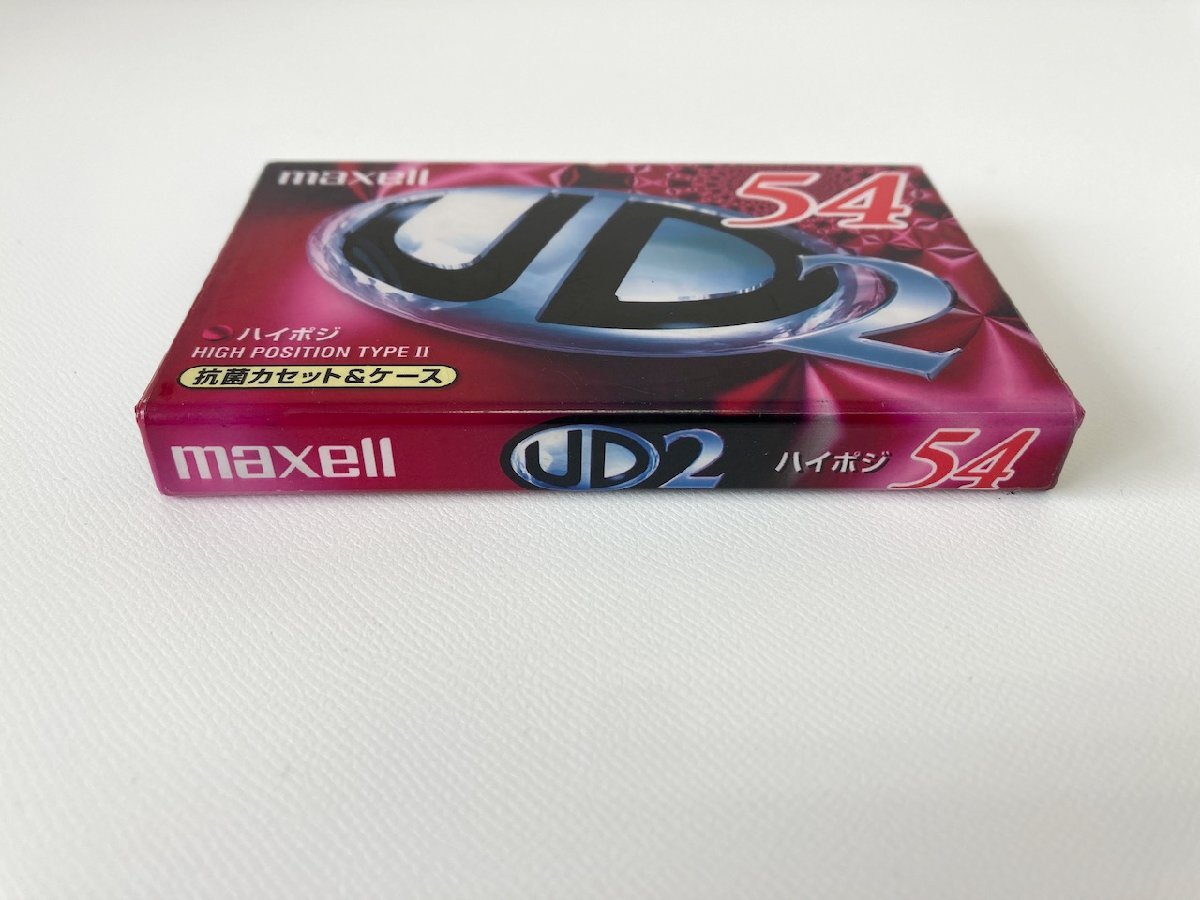 maxell
54
UD2
ハイポジ
HIGH POSITION TYPE II
抗菌カセット&ケース
maxell UD2 ハイポジ 54